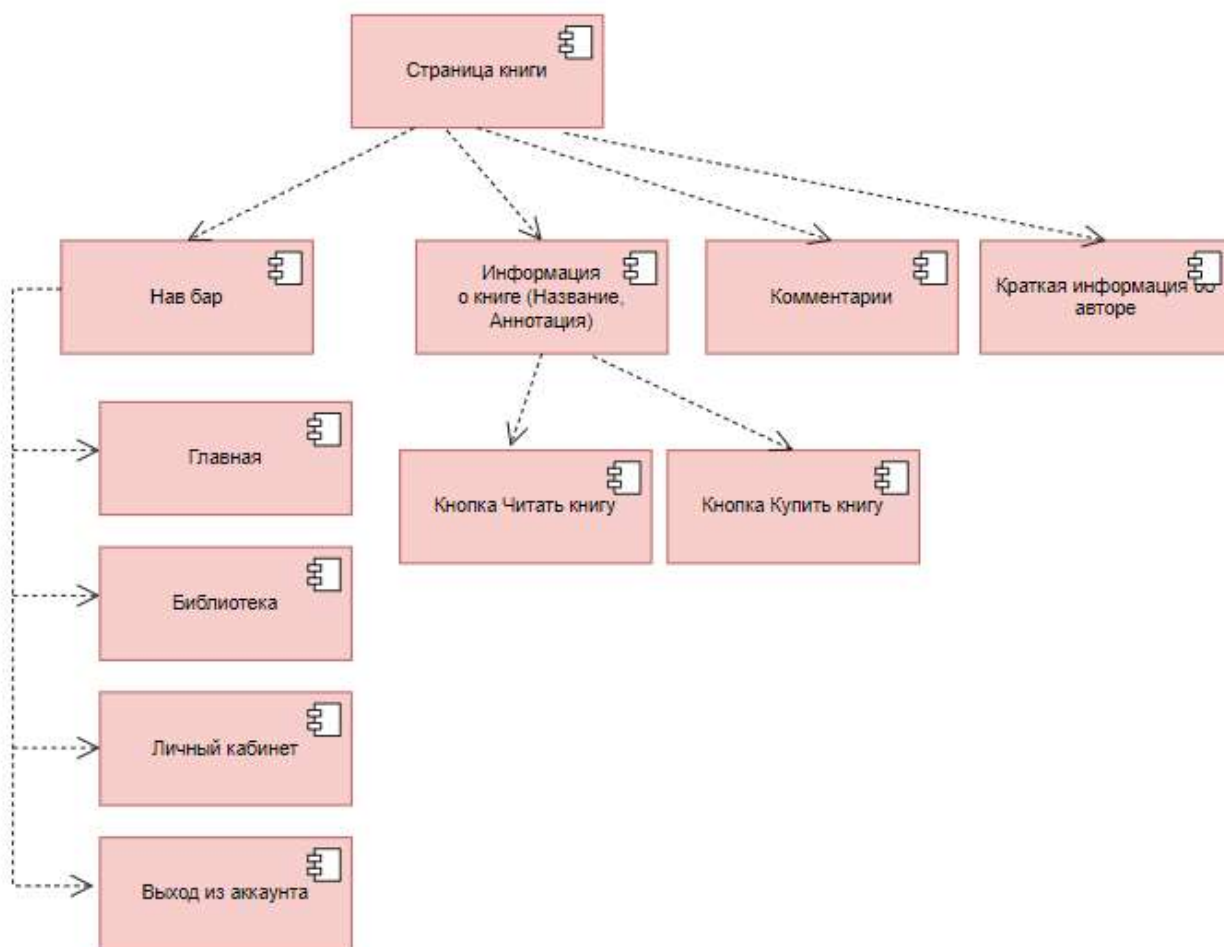 Страница книги
Нав бар
Информация
о книге (Название,
Аннотация)
Комментарии
Краткая информация
авторе
Главная
Кнопка Читать книгу
Кнопка Купить книгу
Библиотека
Личный кабинет
Выход из аккаунта